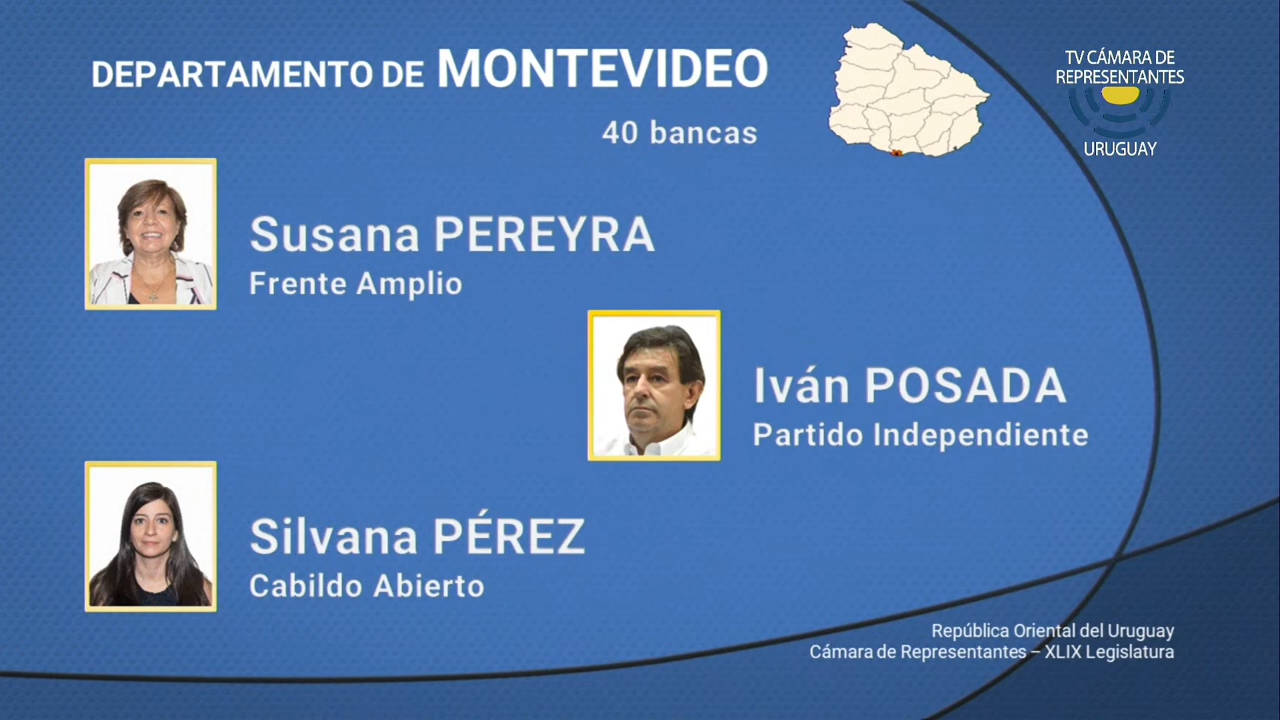 DEPARTAMENTO DE MONTEVIDEO
40 bancas
TV CÁMARA DE
REPRESENTANTES
URUGUAY
Susana PEREYRA
Frente Amplio
Iván POSADA
Partido Independiente
Silvana PÉREZ
Cabildo Abierto
República Oriental del Uruguay
Cámara de Representantes – XLIX Legislatura